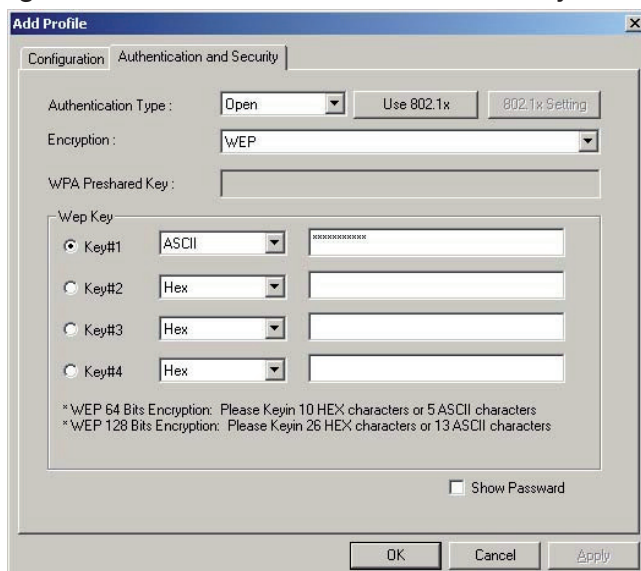 Add Profile
Configuration Authentication and Security
Authentication Type : Open Use 802.1x 802.1x Setting
Encryption : WEP
WPA Preshared Key :
Wep Key
Key#1 ASCII ***********
Key#2 Hex
Key#3 Hex
Key#4 Hex
* WEP 64 Bits Encryption: Please Keyin 10 HEX characters or 5 ASCII characters
* WEP 128 Bits Encryption: Please Keyin 26 HEX characters or 13 ASCII characters
Show Passward
OK Cancel Apply